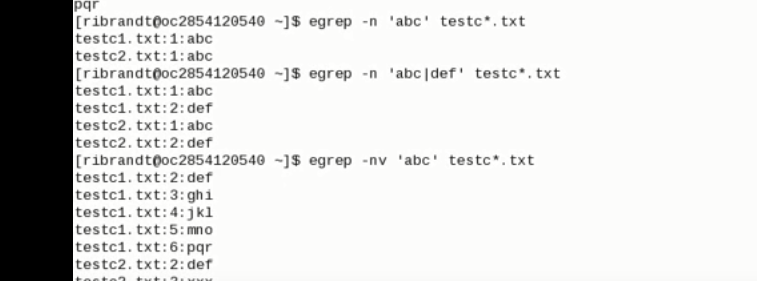 pqr
[ribrandt@oc2854120540 ~]$ egrep -n 'abc' testc*.txt
testc1.txt:1:abc
testc2.txt:1:abc
[ribrandt@oc2854120540 ~]$ egrep -n 'abc|def' testc*.txt
testc1.txt:1:abc
testc1.txt:2:def
testc2.txt:1:abc
testc2.txt:2:def
[ribrandt@oc2854120540 ~]$ egrep -nv 'abc' testc*.txt
testc1.txt:2:def
testc1.txt:3:ghi
testc1.txt:4:jkl
testc1.txt:5:mno
testc1.txt:6:pqr
testc2.txt:2:def